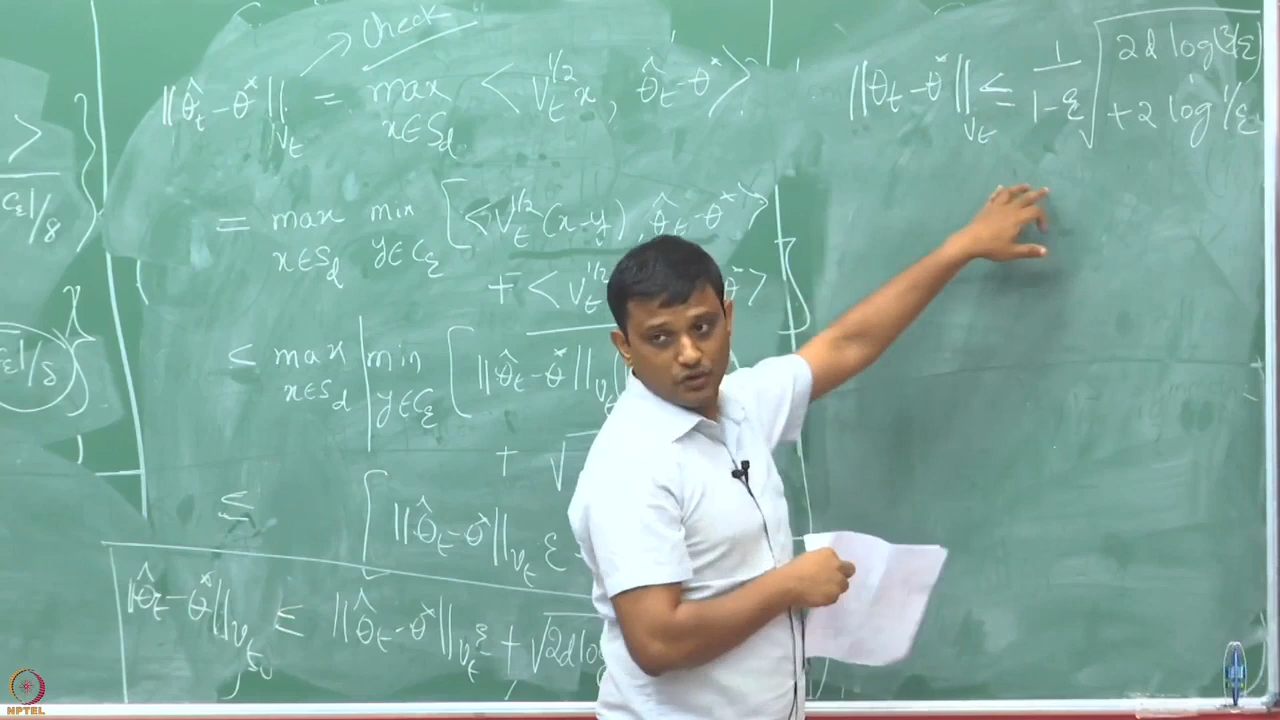 >
C_ε|/δ
C_ε|/δ
"check"
||θ̂_t - θ*||_{V_t} = max_{x∈S_d} < V_t^{1/2} x, θ̂_t - θ* >
= max_{x∈S_d} min_{y∈C_ε} [ < V_t^{1/2} (x-y), θ̂_t - θ* >
+ < V_t^{1/2} θ* >
≤ max_{x∈S_d} | min_{y∈C_ε} [ ||θ̂_t - θ*||_{V_t}
+ √
≤ [ ||θ̂_t - θ*||_{V_t} ε
||θ̂_t - θ*||_{V_t} ≤ ||θ̂_t - θ*||_{V_t} ε + √2d log
||θ_t - θ*||_{V_t} ≤ 1/(1-ε) √ 2d log(3/ε)
+ 2 log 1/ε
NPTEL